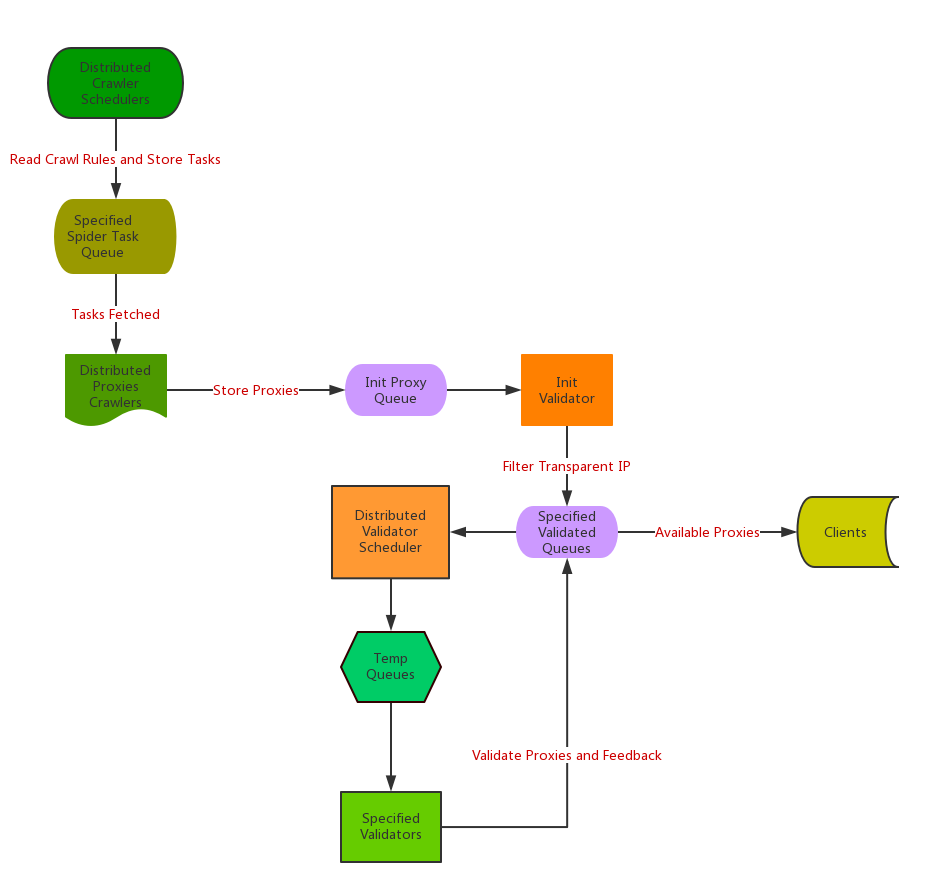 Distributed
Crawler
Schedulers
Read Crawl Rules and Store Tasks
Specified
Spider Task
Queue
Tasks Fetched
Distributed
Proxies
Crawlers
Store Proxies
Init Proxy
Queue
Init
Validator
Filter Transparent IP
Distributed
Validator
Scheduler
Specified
Validated
Queues
Available Proxies
Clients
Temp
Queues
Validate Proxies and Feedback
Specified
Validators